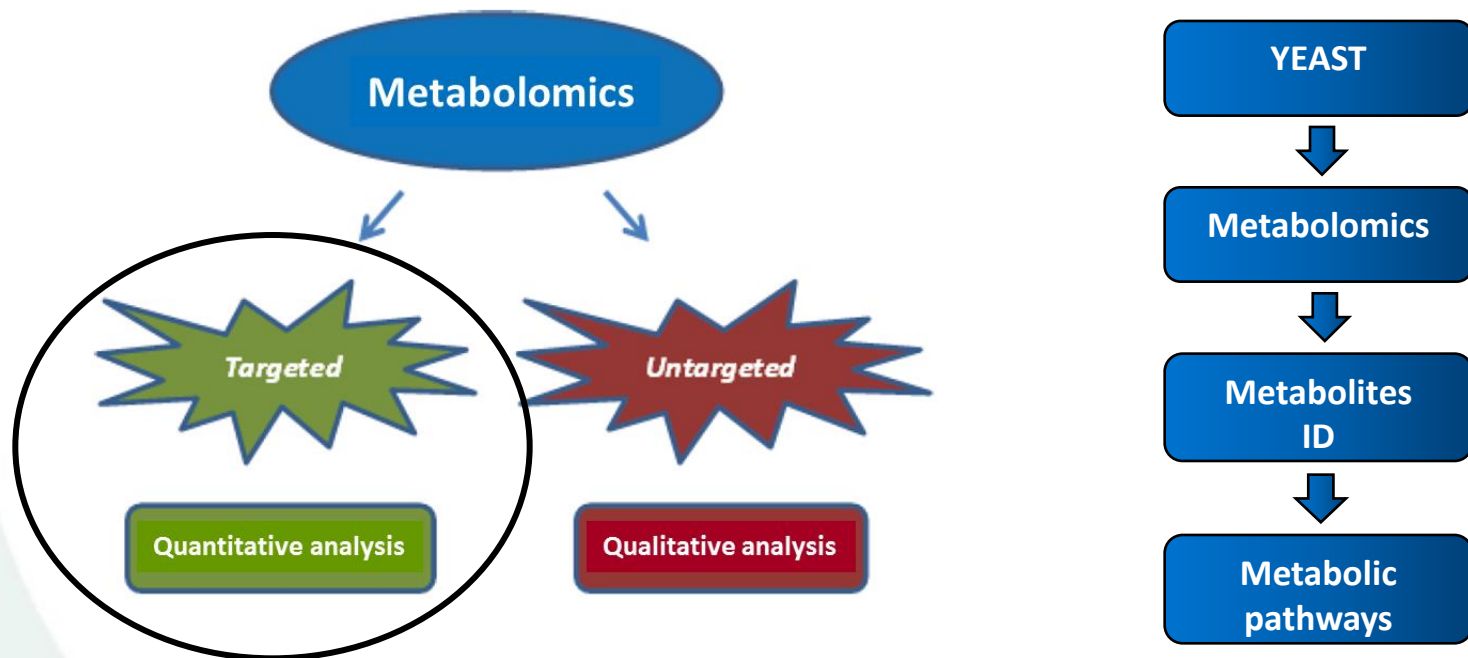 Metabolomics
Targeted
Untargeted
Quantitative analysis
Qualitative analysis
YEAST
Metabolomics
Metabolites
ID
Metabolic
pathways